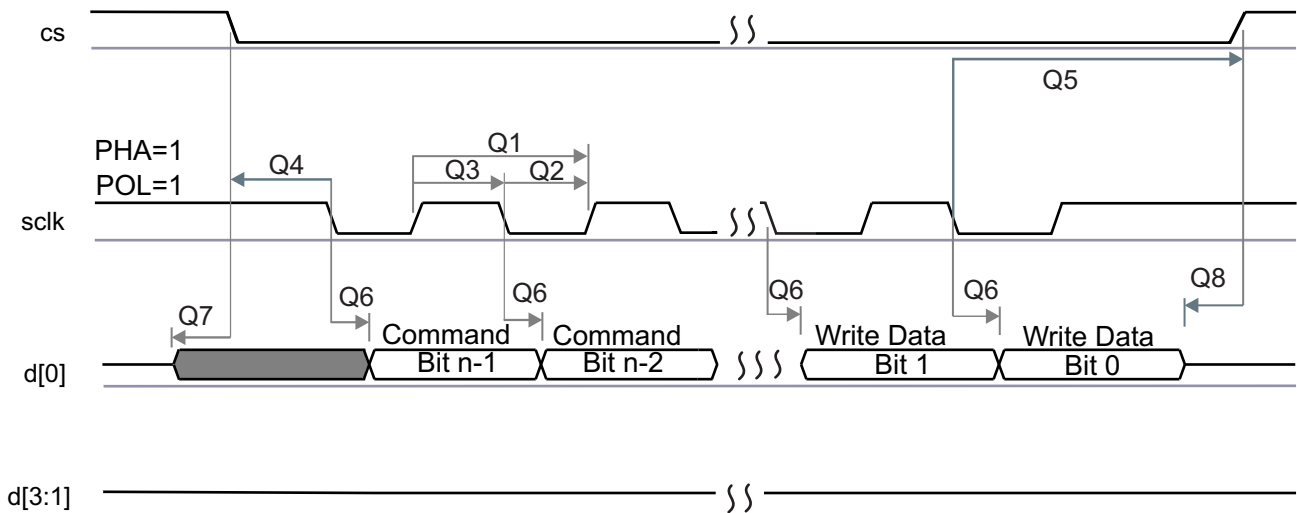 cs
Q5
PHA=1
Q1
Q4
Q3
Q2
POL=1
sclk
Q7
Q6
Q6
Q6
Q6
Q8
Command
Command
Write Data
Write Data
d[0]
Bit n-1
Bit n-2
Bit 1
Bit 0
d[3:1]